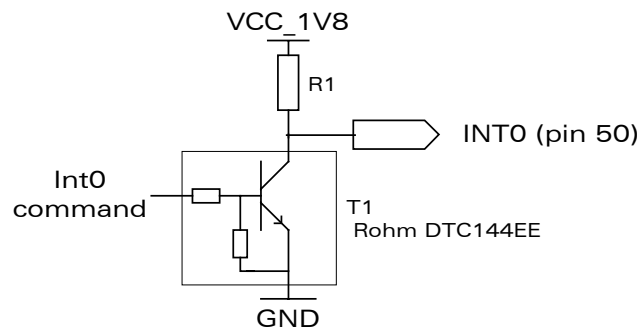 VCC_1V8
R1
INT0 (pin 50)
Int0
command
T1
Rohm DTC144EE
GND